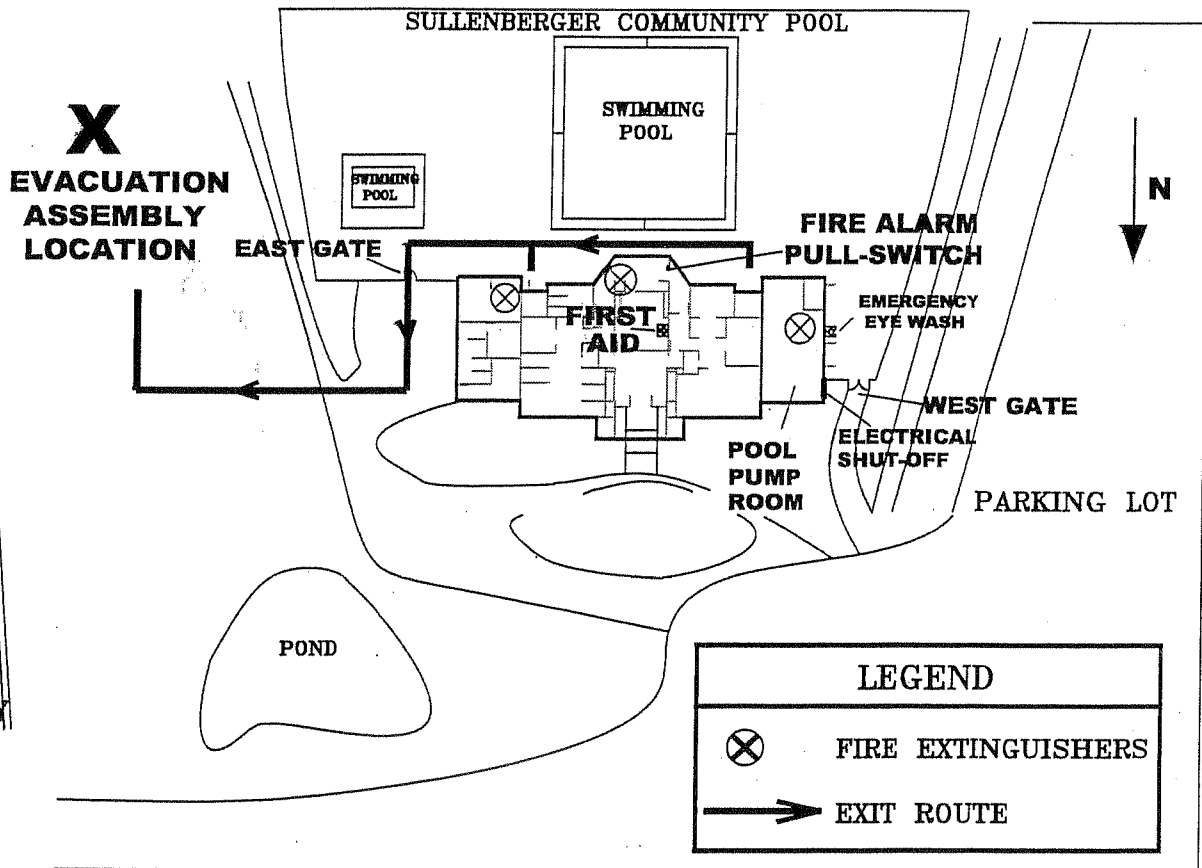 SULLENBERGER COMMUNITY POOL
SWIMMING
POOL
X
EVACUATION
ASSEMBLY
LOCATION
SWIMMING
POOL
N
EAST GATE
FIRE ALARM
PULL-SWITCH
FIRST
AID
EMERGENCY
EYE WASH
WEST GATE
ELECTRICAL
SHUT-OFF
POOL
PUMP
ROOM
PARKING LOT
POND
LEGEND
FIRE EXTINGUISHERS
EXIT ROUTE